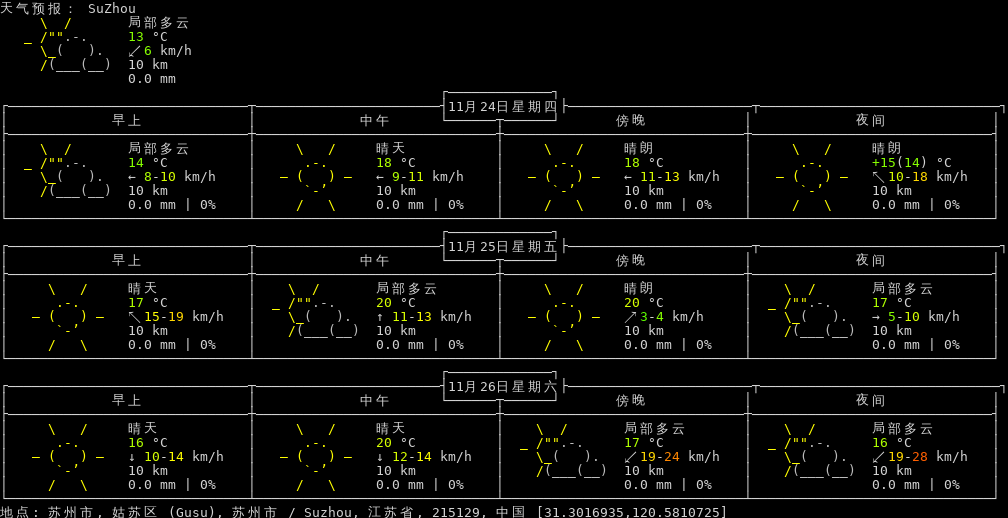 天气预报： SuZhou
局部多云
13 °C
↙6 km/h
10 km
0.0 mm
11月24日星期四
早上 中午 傍晚 夜间
局部多云 晴天 晴朗 晴朗
14 °C 18 °C 18 °C +15(14) °C
← 8-10 km/h ← 9-11 km/h ← 11-13 km/h ↖10-18 km/h
10 km 10 km 10 km 10 km
0.0 mm | 0% 0.0 mm | 0% 0.0 mm | 0% 0.0 mm | 0%
11月25日星期五
早上 中午 傍晚 夜间
晴天 局部多云 晴朗 局部多云
17 °C 20 °C 20 °C 17 °C
↖15-19 km/h ↑ 11-13 km/h ↗3-4 km/h → 5-10 km/h
10 km 10 km 10 km 10 km
0.0 mm | 0% 0.0 mm | 0% 0.0 mm | 0% 0.0 mm | 0%
11月26日星期六
早上 中午 傍晚 夜间
晴天 晴天 局部多云 局部多云
16 °C 20 °C 17 °C 16 °C
↓ 10-14 km/h ↓ 12-14 km/h ↙19-24 km/h ↙19-28 km/h
10 km 10 km 10 km 10 km
0.0 mm | 0% 0.0 mm | 0% 0.0 mm | 0% 0.0 mm | 0%
地点: 苏州市, 姑苏区 (Gusu), 苏州市 / Suzhou, 江苏省, 215129, 中国 [31.3016935,120.5810725]